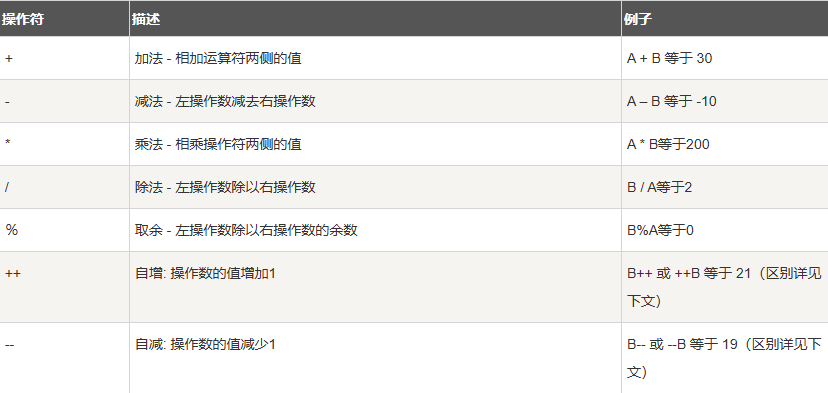 操作符 描述 例子
+ 加法 - 相加运算符两侧的值 A + B 等于 30
- 减法 - 左操作数减去右操作数 A – B 等于 -10
* 乘法 - 相乘操作符两侧的值 A * B等于200
/ 除法 - 左操作数除以右操作数 B / A等于2
％ 取余 - 左操作数除以右操作数的余数 B%A等于0
++ 自增: 操作数的值增加1 B++ 或 ++B 等于 21（区别详见
下文）
-- 自减: 操作数的值减少1 B-- 或 --B 等于 19（区别详见下
文）